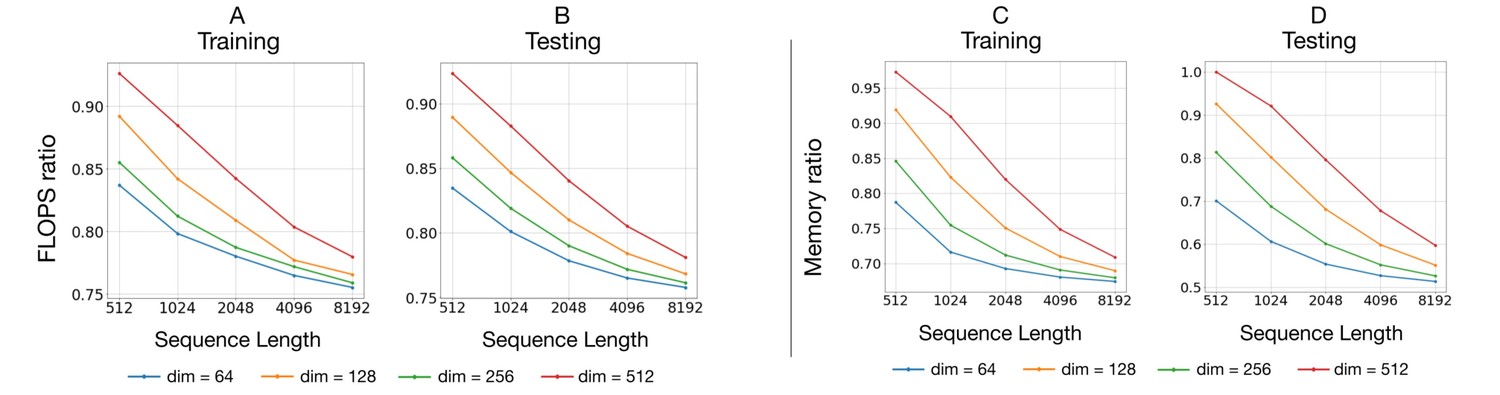 A
Training
FLOPS ratio
0.90
0.85
0.80
0.75
512 1024 2048 4096 8192
Sequence Length
B
Testing
0.90
0.85
0.80
0.75
512 1024 2048 4096 8192
Sequence Length
dim = 64 dim = 128 dim = 256 dim = 512
C
Training
Memory ratio
0.95
0.90
0.85
0.80
0.75
0.70
512 1024 2048 4096 8192
Sequence Length
D
Testing
1.0
0.9
0.8
0.7
0.6
0.5
512 1024 2048 4096 8192
Sequence Length
dim = 64 dim = 128 dim = 256 dim = 512